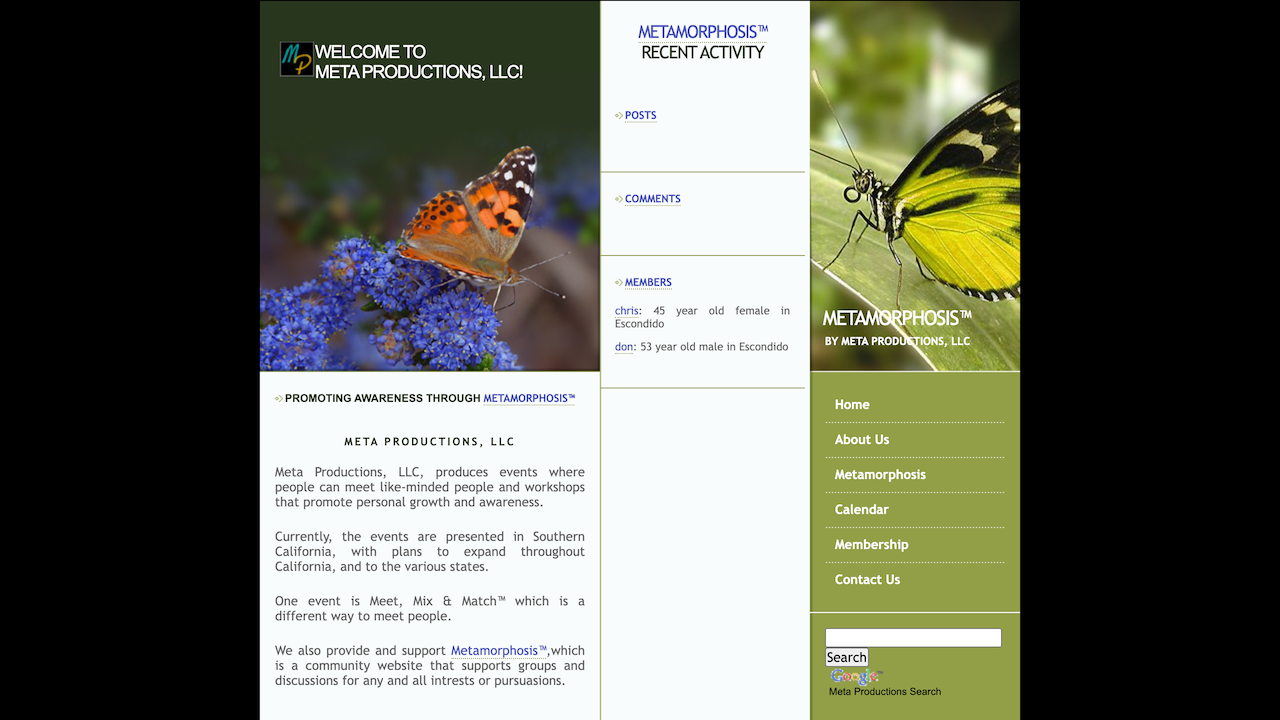 MP
WELCOME TO
META PRODUCTIONS, LLC!
PROMOTING AWARENESS THROUGH METAMORPHOSIS™
META PRODUCTIONS, LLC
Meta Productions, LLC, produces events where
people can meet like-minded people and workshops
that promote personal growth and awareness.
Currently, the events are presented in Southern
California, with plans to expand throughout
California, and to the various states.
One event is Meet, Mix & Match™ which is a
different way to meet people.
We also provide and support Metamorphosis™,which
is a community website that supports groups and
discussions for any and all intrests or pursuasions.
METAMORPHOSIS™
RECENT ACTIVITY
POSTS
COMMENTS
MEMBERS
chris: 45 year old female in
Escondido
don: 53 year old male in Escondido
METAMORPHOSIS™
BY META PRODUCTIONS, LLC
Home
About Us
Metamorphosis
Calendar
Membership
Contact Us
Search
Google™
Meta Productions Search